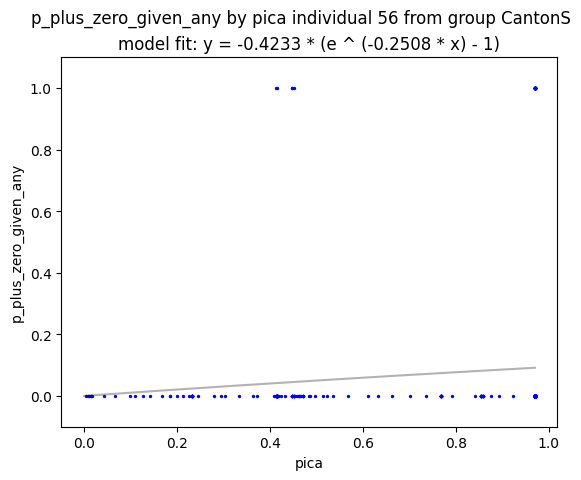 p_plus_zero_given_any by pica individual 56 from group CantonS
model fit: y = -0.4233 * (e ^ (-0.2508 * x) - 1)
1.0
0.8
0.6
0.4
0.2
0.0
p_plus_zero_given_any
0.0 0.2 0.4 0.6 0.8 1.0
pica